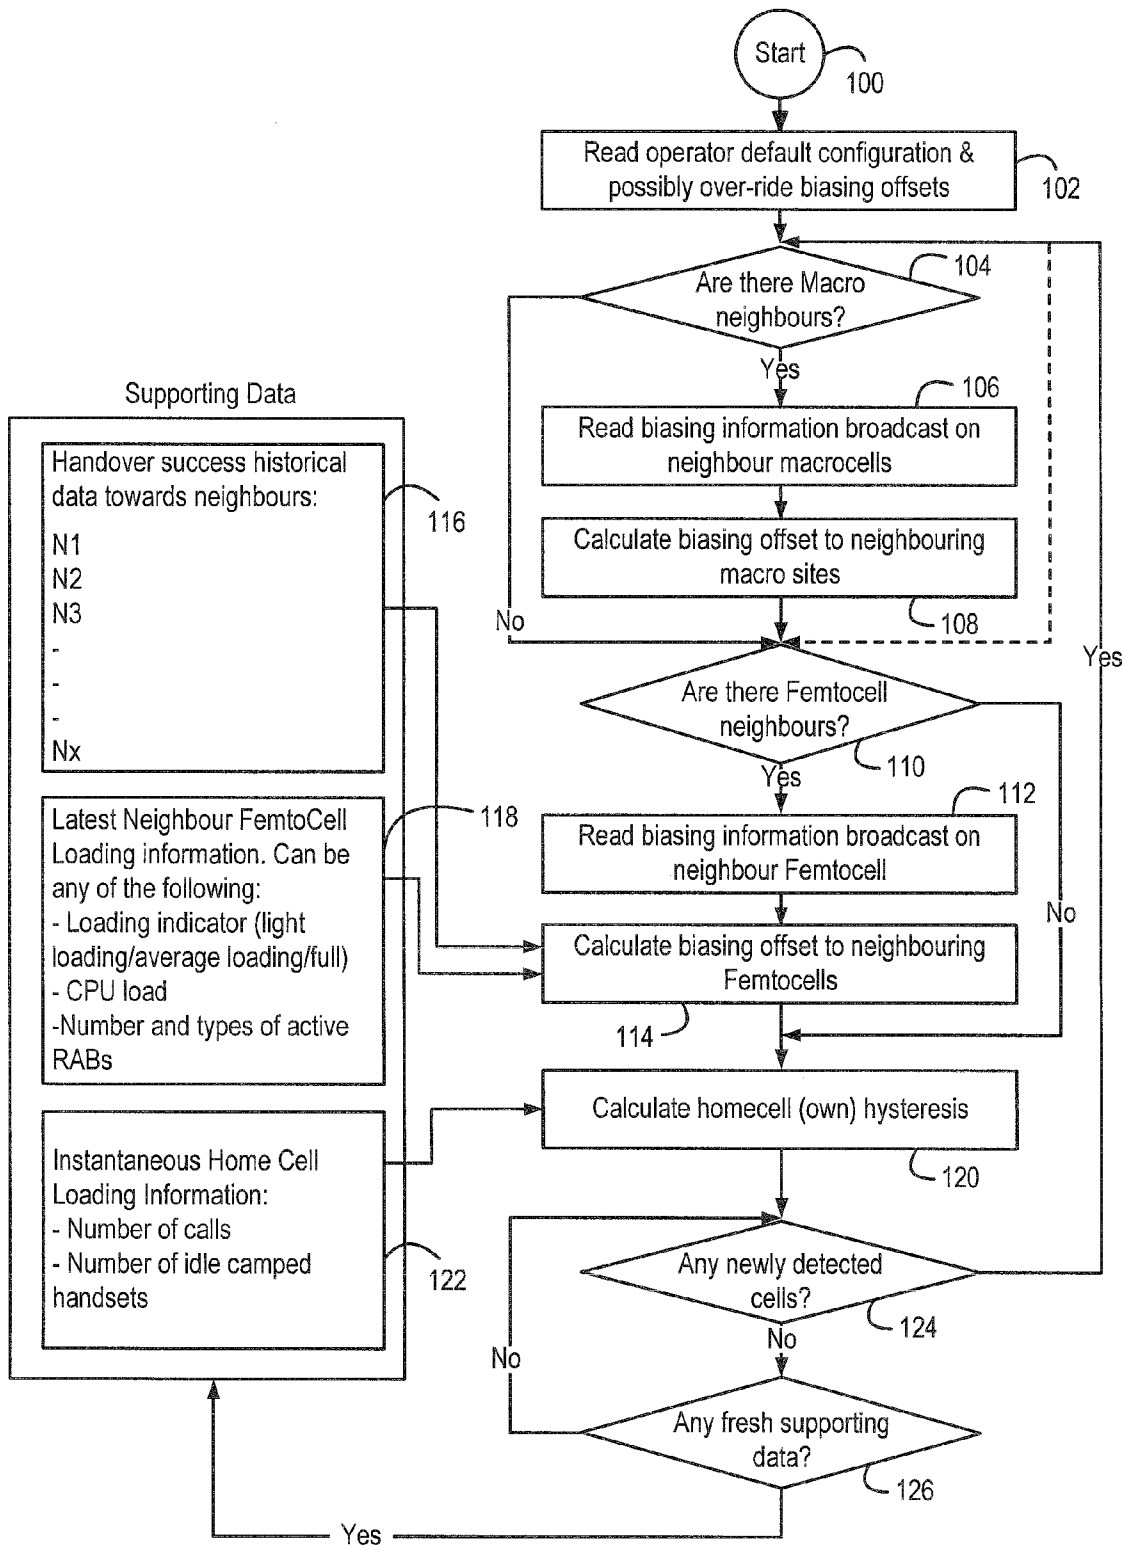 Start
100
Read operator default configuration &
possibly over-ride biasing offsets
102
Are there Macro
neighbours?
104
Yes
No
Read biasing information broadcast on
neighbour macrocells
106
Calculate biasing offset to neighbouring
macro sites
108
Are there Femtocell
neighbours?
110
Yes
No
Read biasing information broadcast on
neighbour Femtocell
112
Calculate biasing offset to neighbouring
Femtocells
114
Calculate homecell (own) hysteresis
120
Any newly detected
cells?
124
Yes
No
Any fresh supporting
data?
126
No
Yes
Supporting Data
Handover success historical
data towards neighbours:
N1
N2
N3
-
-
-
Nx
116
Latest Neighbour FemtoCell
Loading information. Can be
any of the following:
- Loading indicator (light
loading/average loading/full)
- CPU load
-Number and types of active
RABs
118
Instantaneous Home Cell
Loading Information:
- Number of calls
- Number of idle camped
handsets
122